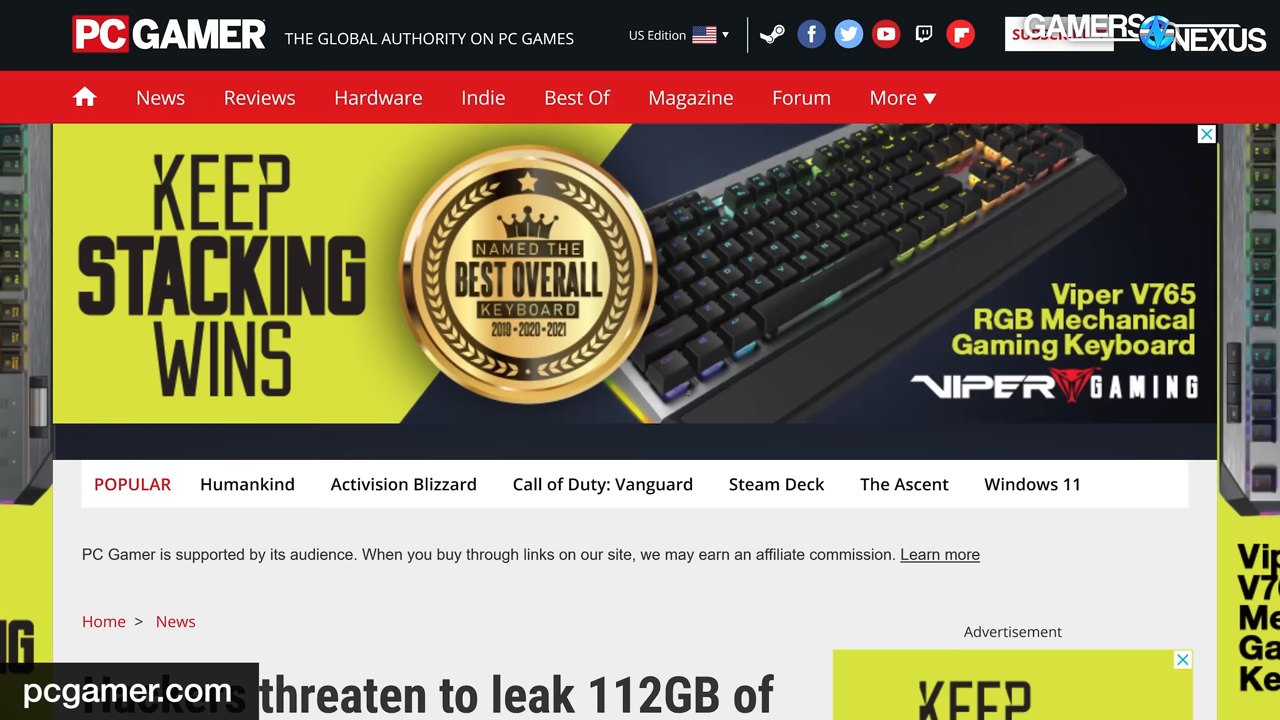 PC GAMER THE GLOBAL AUTHORITY ON PC GAMES US Edition
GAMERS NEXUS
News Reviews Hardware Indie Best Of Magazine Forum More
KEEP
STACKING
WINS
NAMED THE
BEST OVERALL
KEYBOARD
2019 • 2020 • 2021
Viper V765
RGB Mechanical
Gaming Keyboard
VIPER GAMING
POPULAR Humankind Activision Blizzard Call of Duty: Vanguard Steam Deck The Ascent Windows 11
PC Gamer is supported by its audience. When you buy through links on our site, we may earn an affiliate commission. Learn more
Home > News
Advertisement
Hackers threaten to leak 112GB of
KEEP
pcgamer.com